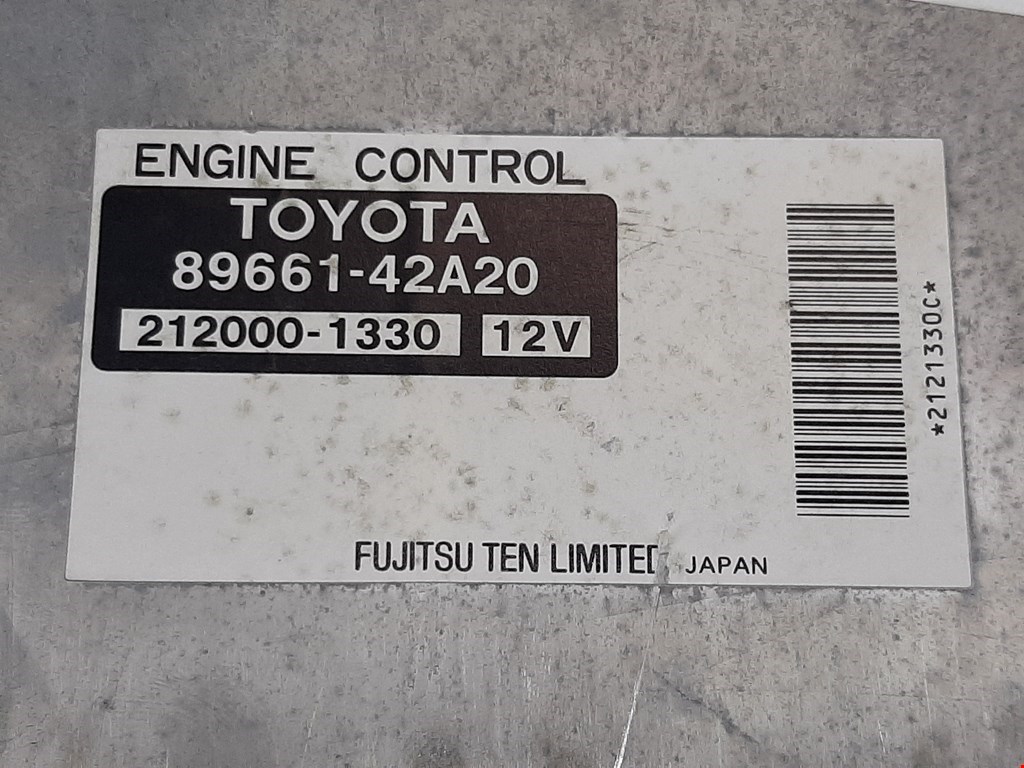 ENGINE CONTROL
TOYOTA
89661-42A20
212000-1330 12V
*2121330C*
FUJITSU TEN LIMITED JAPAN